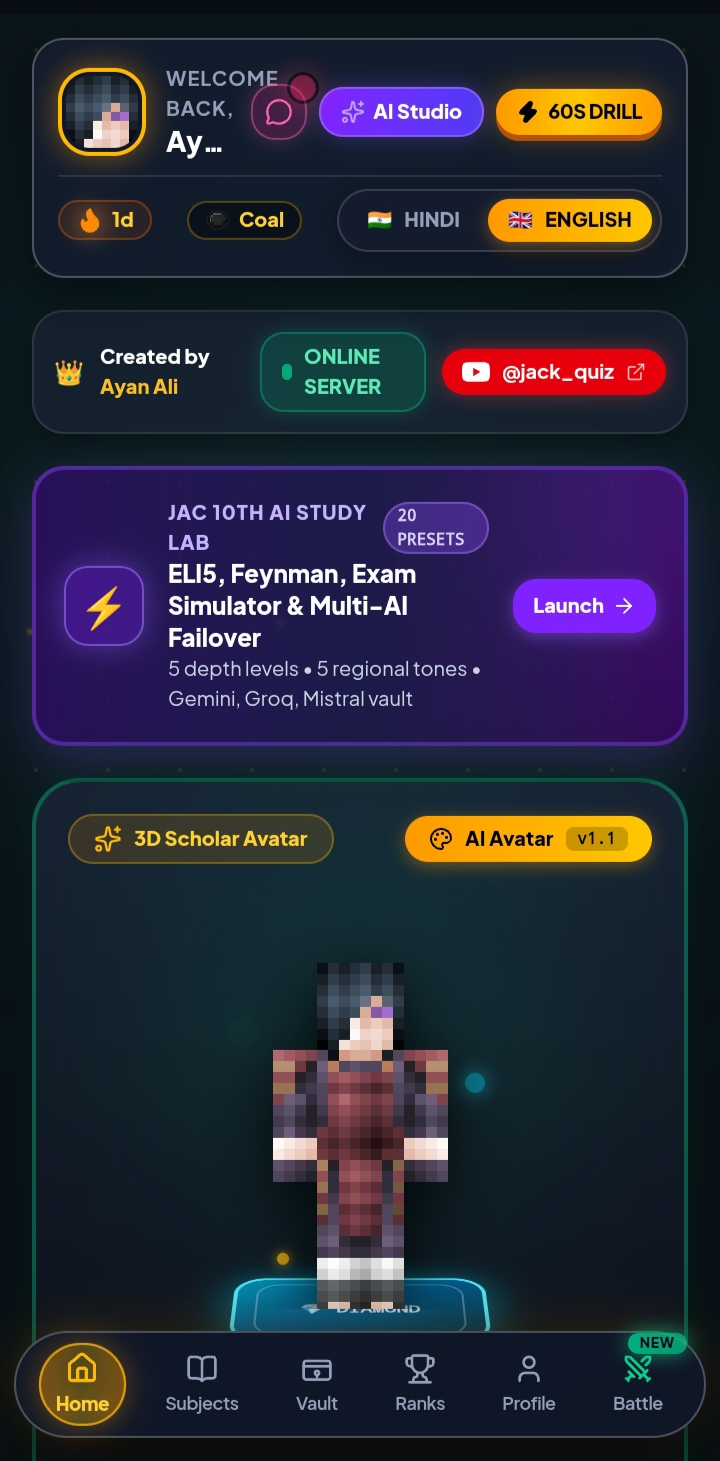 WELCOME
BACK,
Ay...
AI Studio
60S DRILL
1d
Coal
HINDI
ENGLISH
Created by
Ayan Ali
ONLINE
SERVER
@jack_quiz
JAC 10TH AI STUDY
LAB
20
PRESETS
ELI5, Feynman, Exam
Simulator & Multi-AI
Failover
5 depth levels • 5 regional tones •
Gemini, Groq, Mistral vault
Launch
3D Scholar Avatar
AI Avatar v1.1
DIAMOND
NEW
Home
Subjects
Vault
Ranks
Profile
Battle